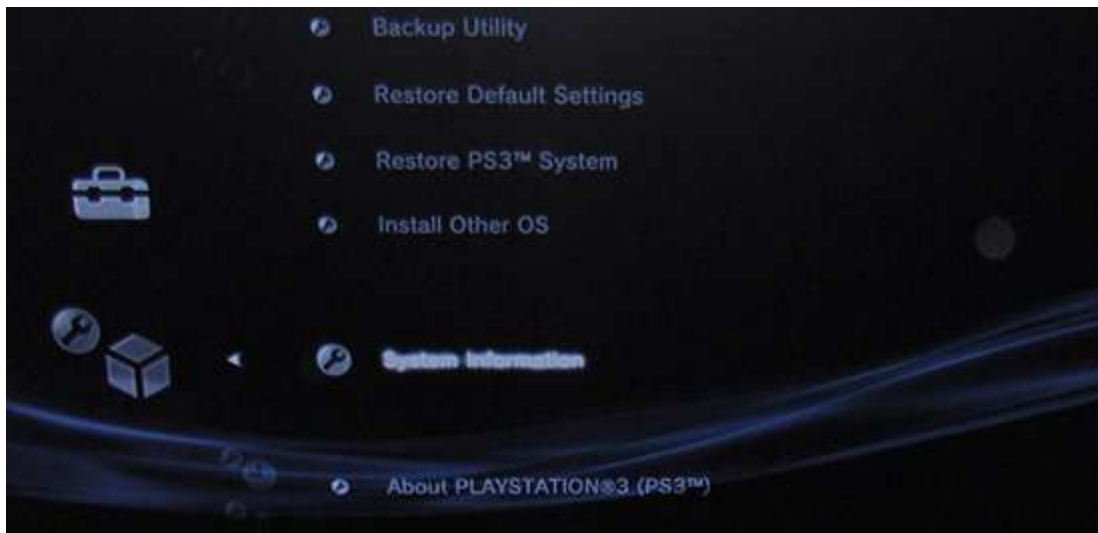 Backup Utility
Restore Default Settings
Restore PS3™ System
Install Other OS
System Information
About PLAYSTATION®3 (PS3™)